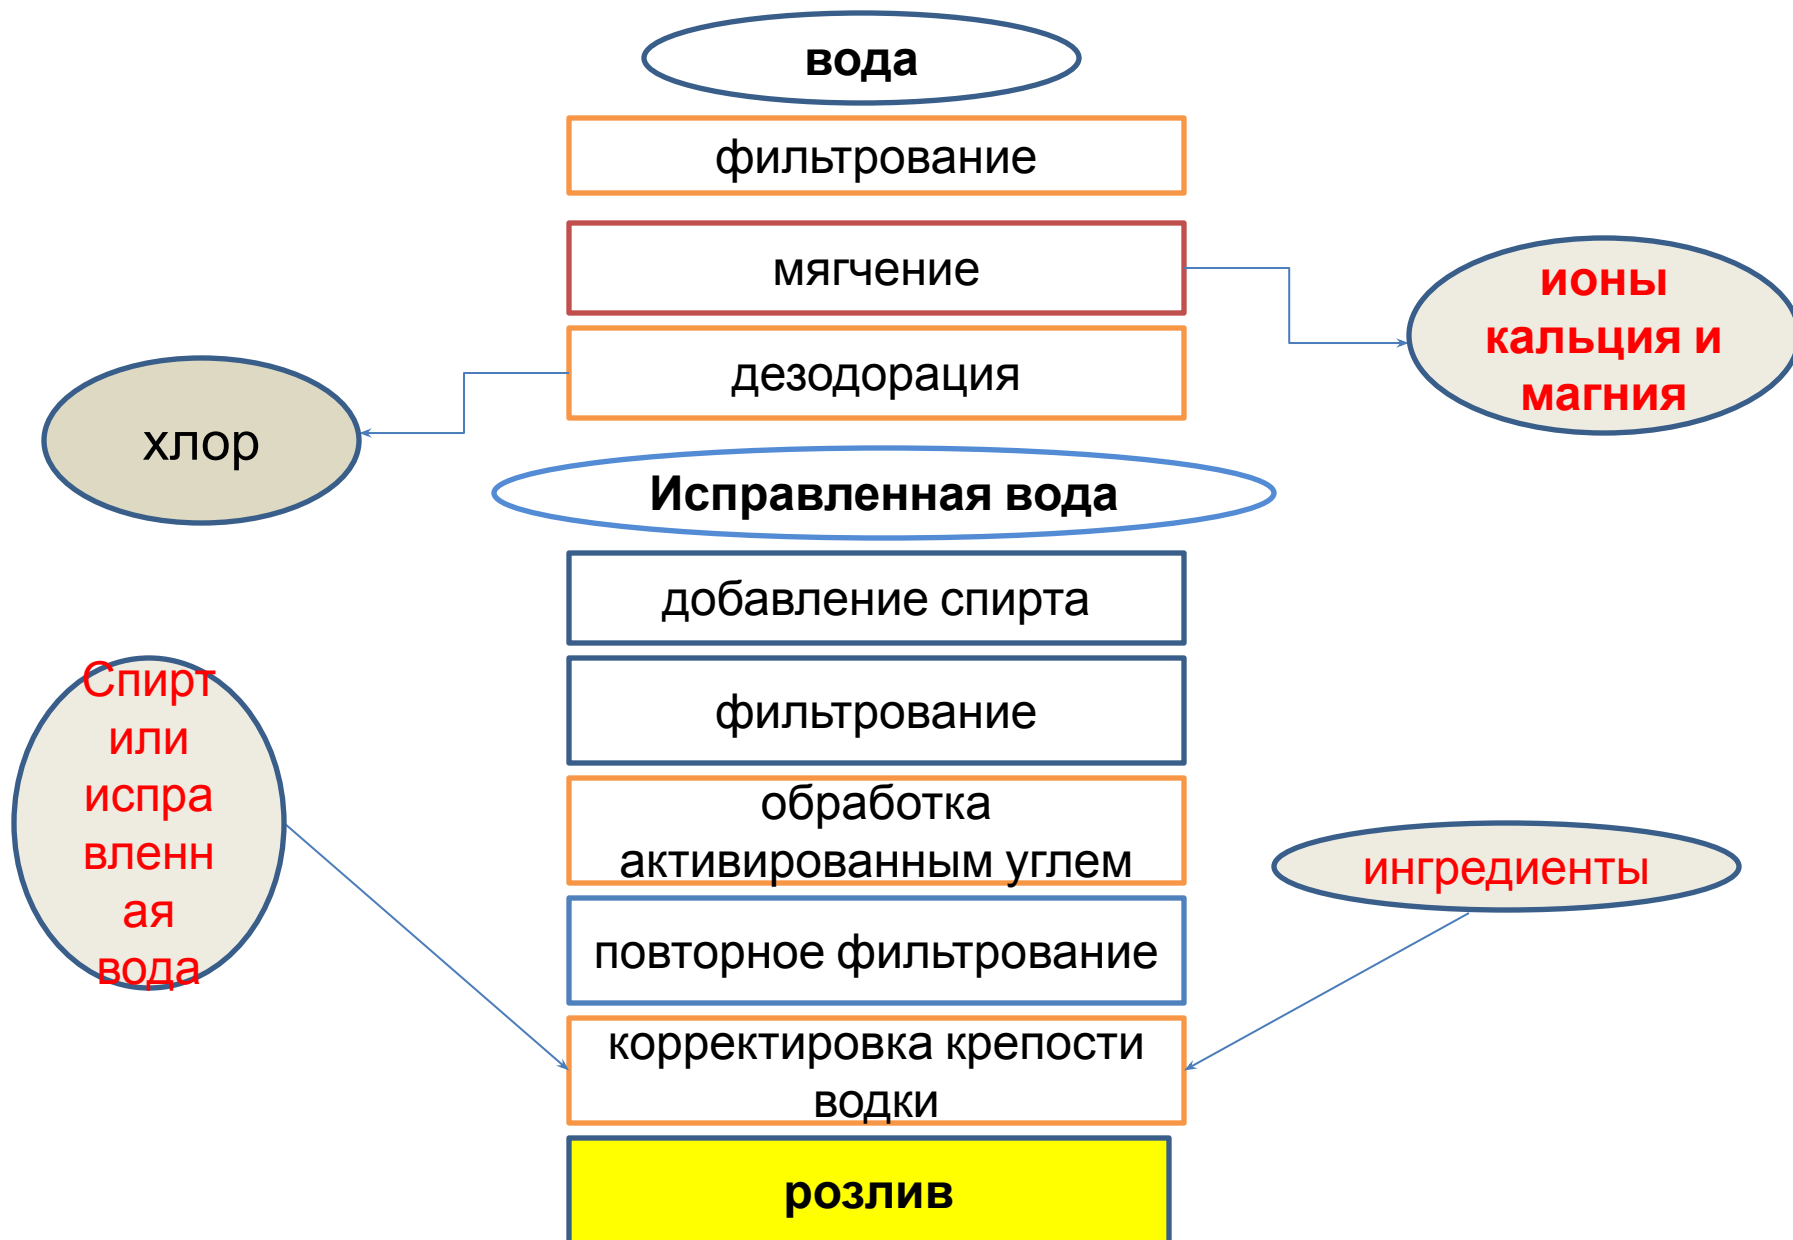 вода
фильтрование
мягчение
ионы
кальция и
магния
дезодорация
хлор
Исправленная вода
добавление спирта
фильтрование
Спирт
или
испра
вленн
ая
вода
обработка
активированным углем
ингредиенты
повторное фильтрование
корректировка крепости
водки
розлив